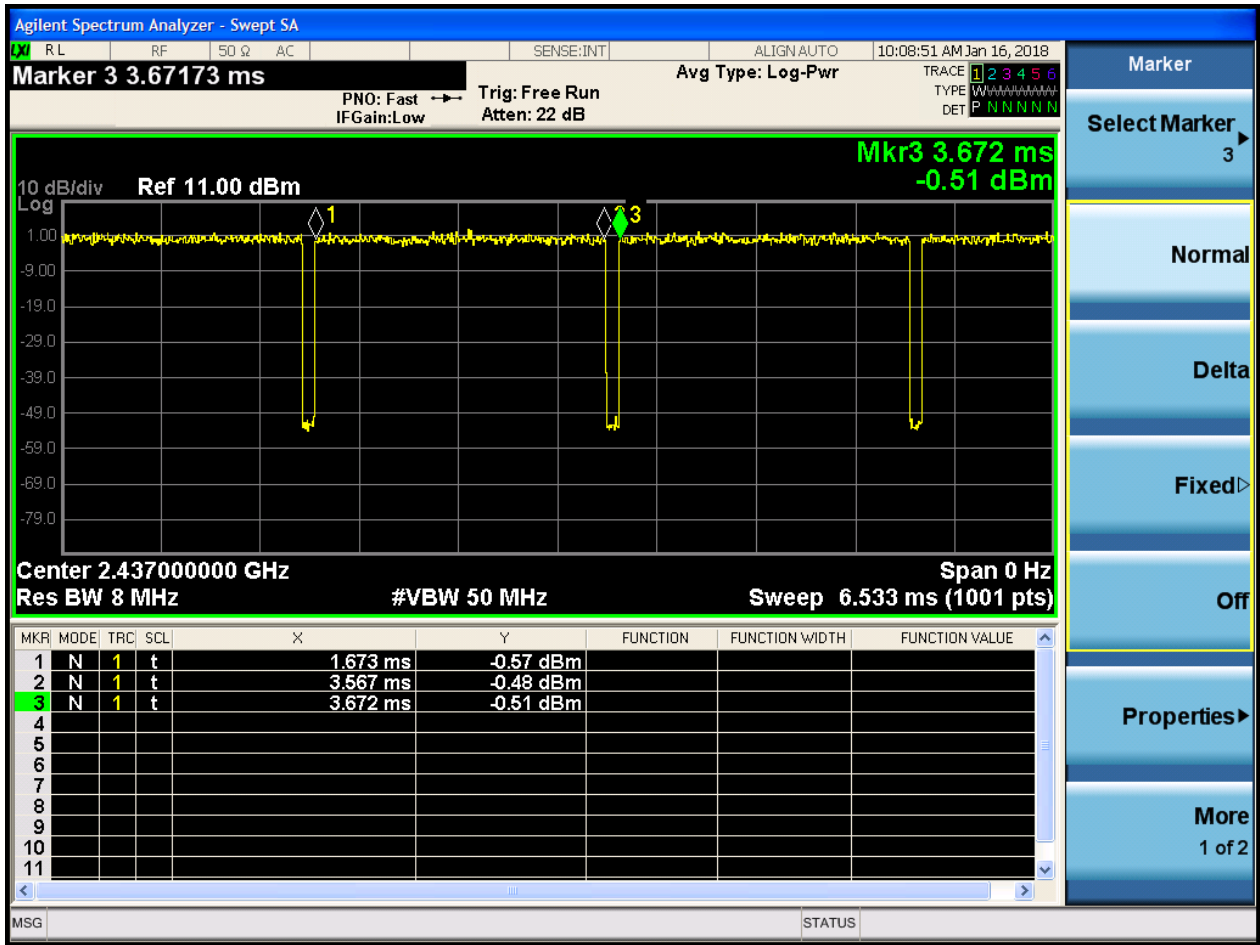 Agilent Spectrum Analyzer - Swept SA
LXI RL RF 50 Ω AC SENSE:INT ALIGN AUTO 10:08:51 AM Jan 16, 2018
Marker 3 3.67173 ms
PNO: Fast
IFGain:Low
Trig: Free Run
Atten: 22 dB
Avg Type: Log-Pwr
TRACE 1 2 3 4 5 6
TYPE W
DET P N N N N N
Mkr3 3.672 ms
-0.51 dBm
10 dB/div Ref 11.00 dBm
Log
1 3
1.00
-9.00
-19.0
-29.0
-39.0
-49.0
-59.0
-69.0
-79.0
Center 2.437000000 GHz Span 0 Hz
Res BW 8 MHz #VBW 50 MHz Sweep 6.533 ms (1001 pts)
MKR MODE TRC SCL X Y FUNCTION FUNCTION WIDTH FUNCTION VALUE
1 N 1 t 1.673 ms -0.57 dBm
2 N 1 t 3.567 ms -0.48 dBm
3 N 1 t 3.672 ms -0.51 dBm
4
5
6
7
8
9
10
11
MSG STATUS
Marker
Select Marker
3
Normal
Delta
Fixed
Off
Properties
More
1 of 2